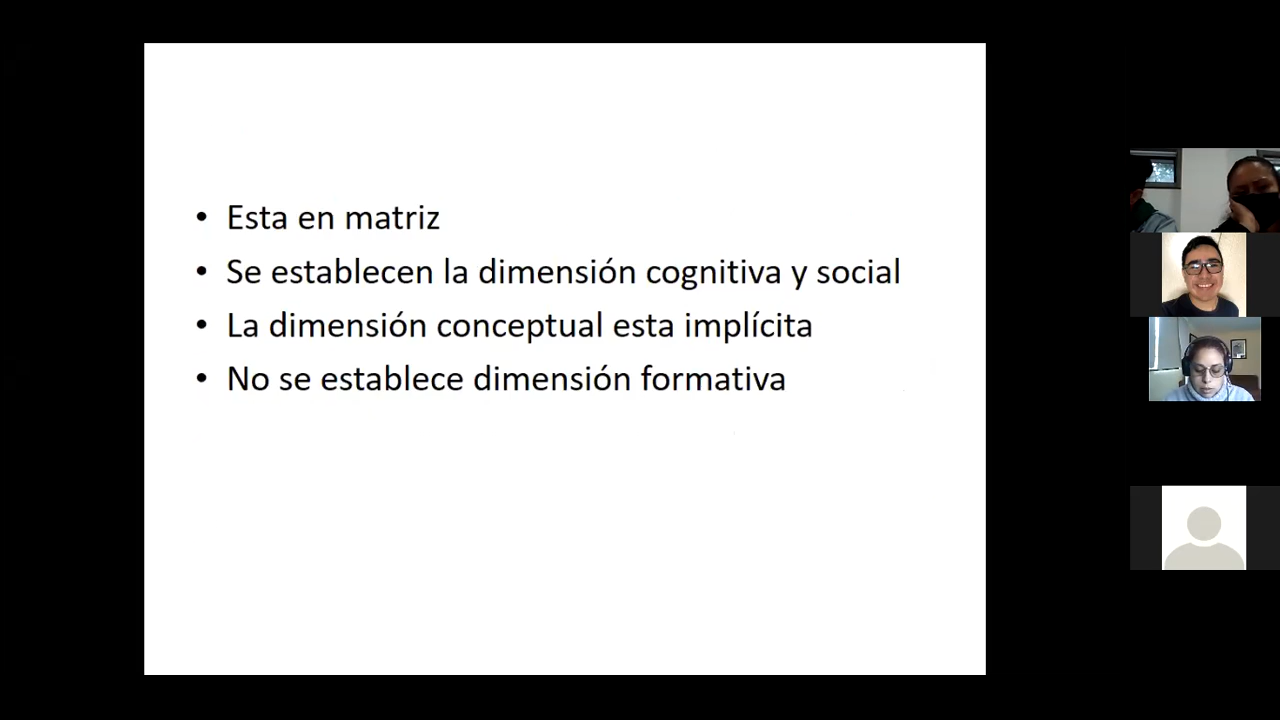 • Esta en matriz
• Se establecen la dimensión cognitiva y social
• La dimensión conceptual esta implícita
• No se establece dimensión formativa